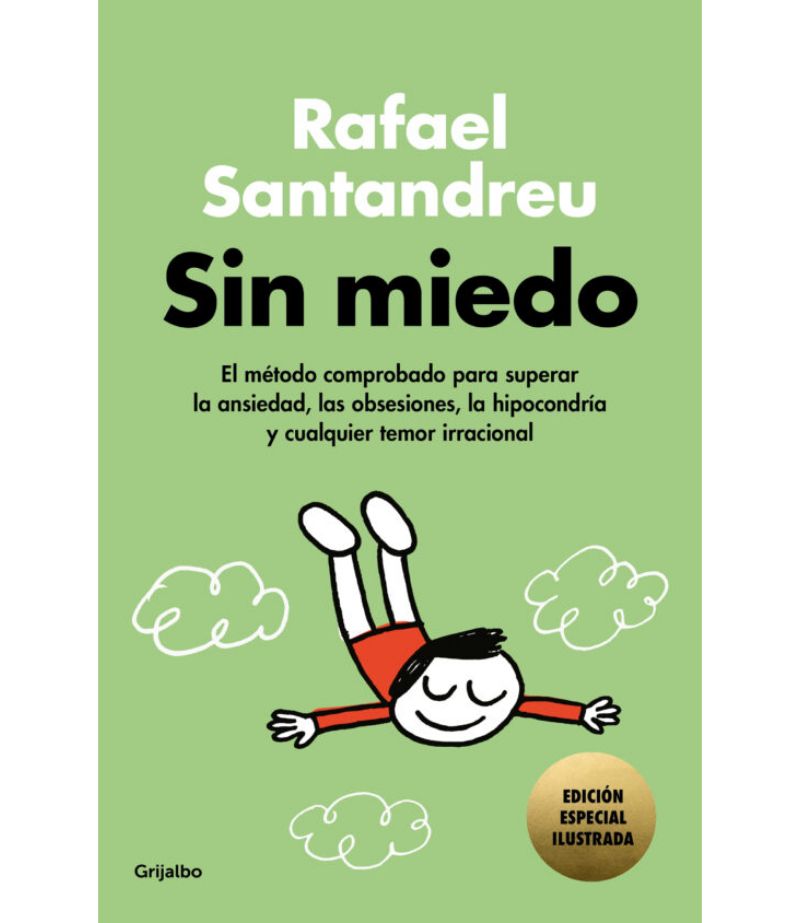 Rafael
Santandreu
Sin miedo
El método comprobado para superar
la ansiedad, las obsesiones, la hipocondría
y cualquier temor irracional
EDICIÓN
ESPECIAL
ILUSTRADA
Grijalbo